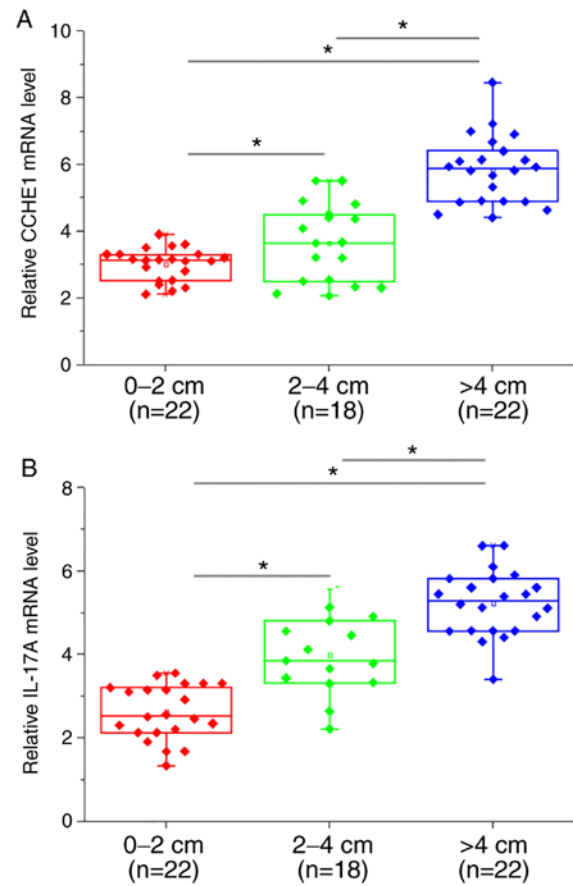 A
Relative CCHE1 mRNA level
10
8
6
4
2
0
*
*
*
0–2 cm
(n=22)
2–4 cm
(n=18)
>4 cm
(n=22)
B
Relative IL-17A mRNA level
8
6
4
2
0
*
*
*
0–2 cm
(n=22)
2–4 cm
(n=18)
>4 cm
(n=22)